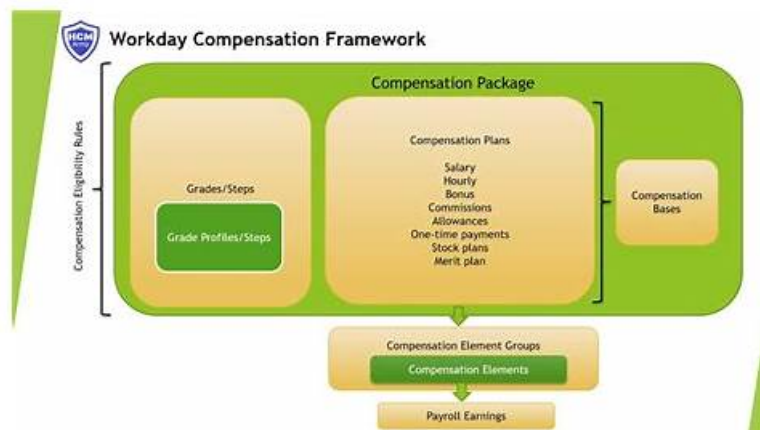 HCM
Army
Workday Compensation Framework
Compensation Eligibility Rules
Compensation Package
Grades/Steps
Grade Profiles/Steps
Compensation Plans
Salary
Hourly
Bonus
Commissions
Allowances
One-time payments
Stock plans
Merit plan
Compensation
Bases
Compensation Element Groups
Compensation Elements
Payroll Earnings